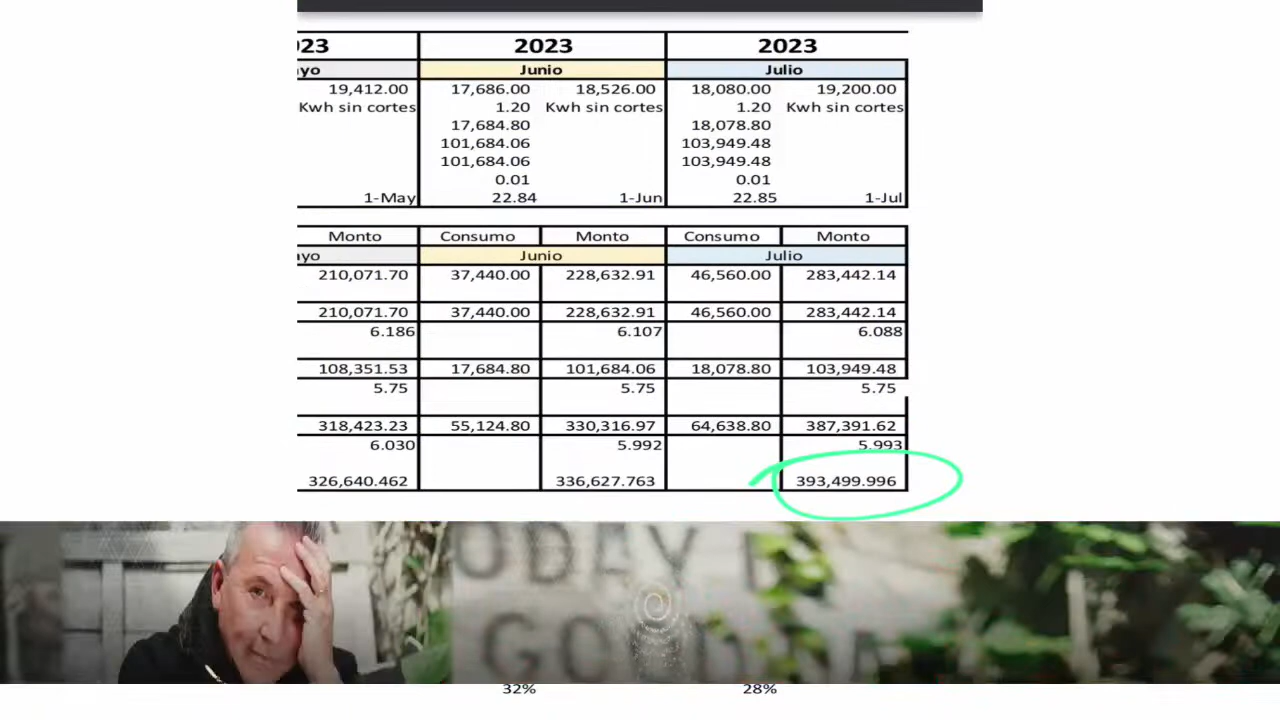 23 2023 2023
yo Junio Julio
19,412.00 17,686.00 18,526.00 18,080.00 19,200.00
Kwh sin cortes 1.20 Kwh sin cortes 1.20 Kwh sin cortes
17,684.80 18,078.80
101,684.06 103,949.48
101,684.06 103,949.48
0.01 0.01
1-May 22.84 1-Jun 22.85 1-Jul
Monto Consumo Monto Consumo Monto
yo Junio Julio
210,071.70 37,440.00 228,632.91 46,560.00 283,442.14
210,071.70 37,440.00 228,632.91 46,560.00 283,442.14
6.186 6.107 6.088
108,351.53 17,684.80 101,684.06 18,078.80 103,949.48
5.75 5.75 5.75
318,423.23 55,124.80 330,316.97 64,638.80 387,391.62
6.030 5.992 5.993
326,640.462 336,627.763 393,499.996
ODAY
32% 28%